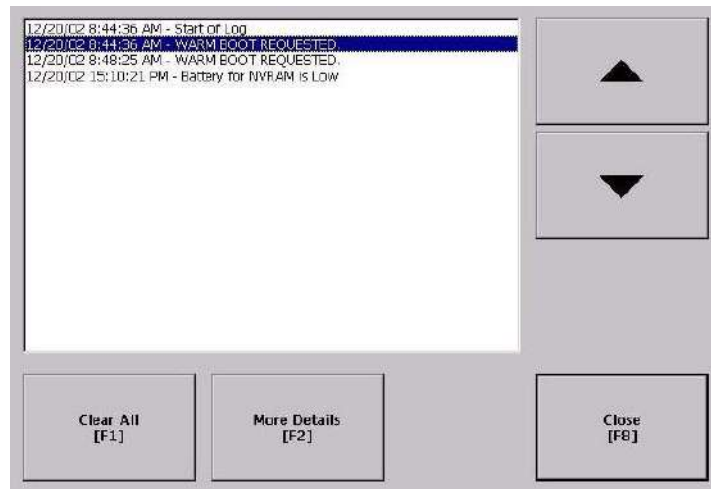 12/20/02 8:44:36 AM - Start of Log
12/20/02 8:44:36 AM - WARM BOOT REQUESTED.
12/20/02 8:48:25 AM - WARM BOOT REQUESTED.
12/20/02 15:10:21 PM - Battery for NVRAM is Low
Clear All
[F1]
More Details
[F2]
Close
[F8]